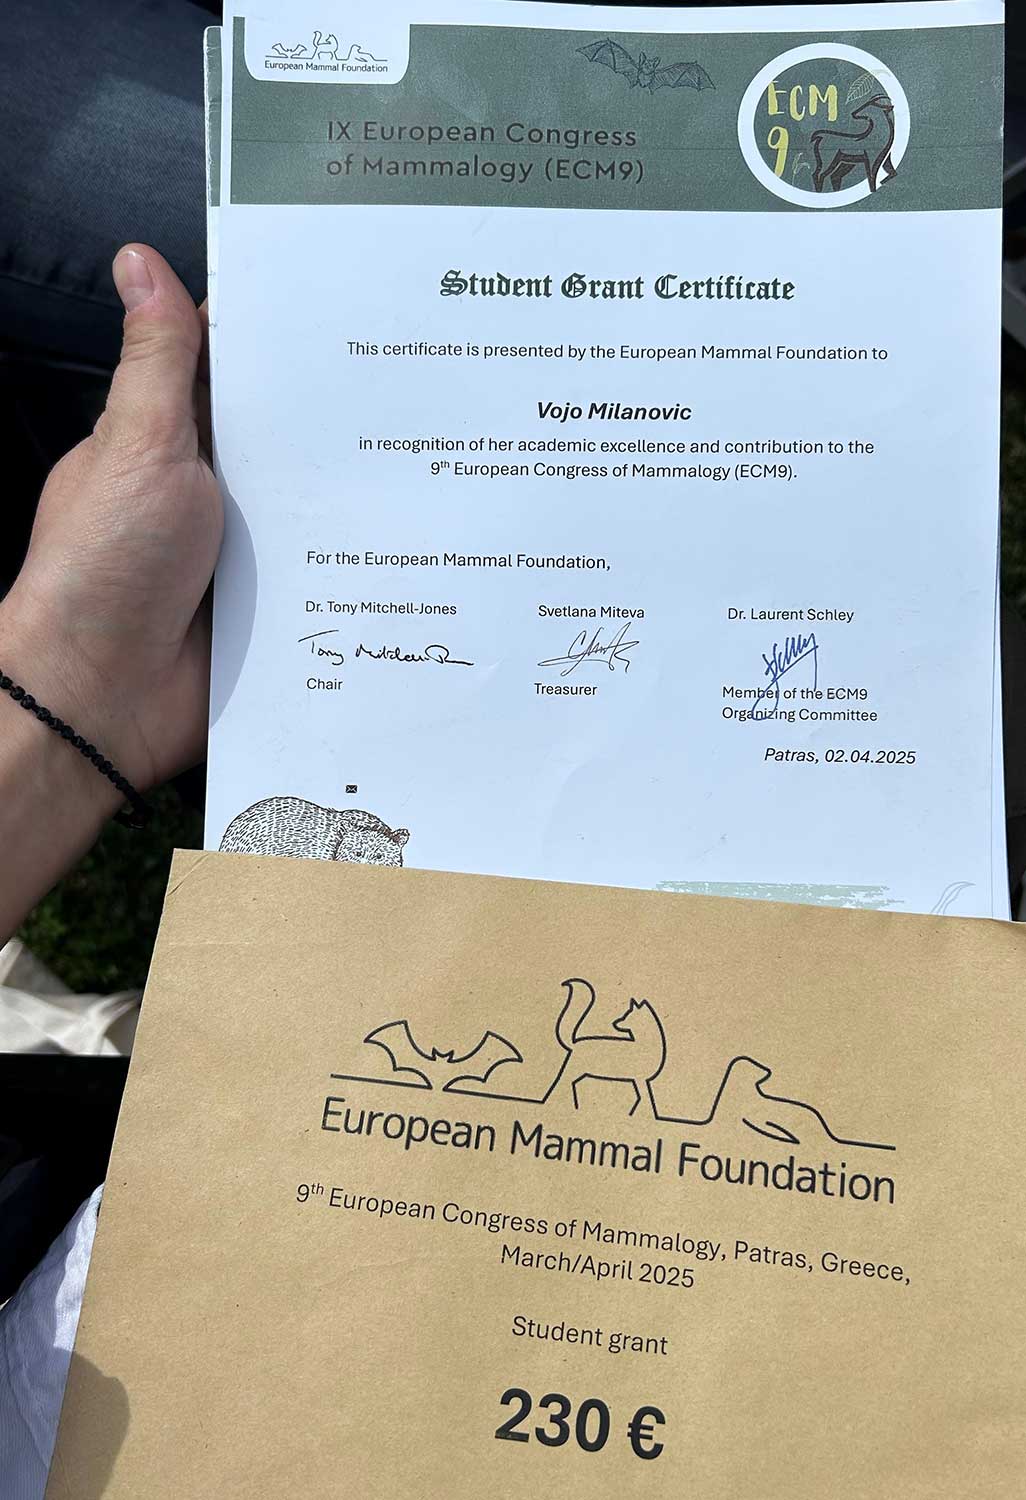 European Mammal Foundation
IX European Congress
of Mammalogy (ECM9)
ECM
9
Student Grant Certificate
This certificate is presented by the European Mammal Foundation to
Vojo Milanovic
in recognition of her academic excellence and contribution to the
9th European Congress of Mammalogy (ECM9).
For the European Mammal Foundation,
Dr. Tony Mitchell-Jones
Svetlana Miteva
Dr. Laurent Schley
Chair
Treasurer
Member of the ECM9
Organizing Committee
Patras, 02.04.2025
European Mammal Foundation
9th European Congress of Mammalogy, Patras, Greece,
March/April 2025
Student grant
230 €